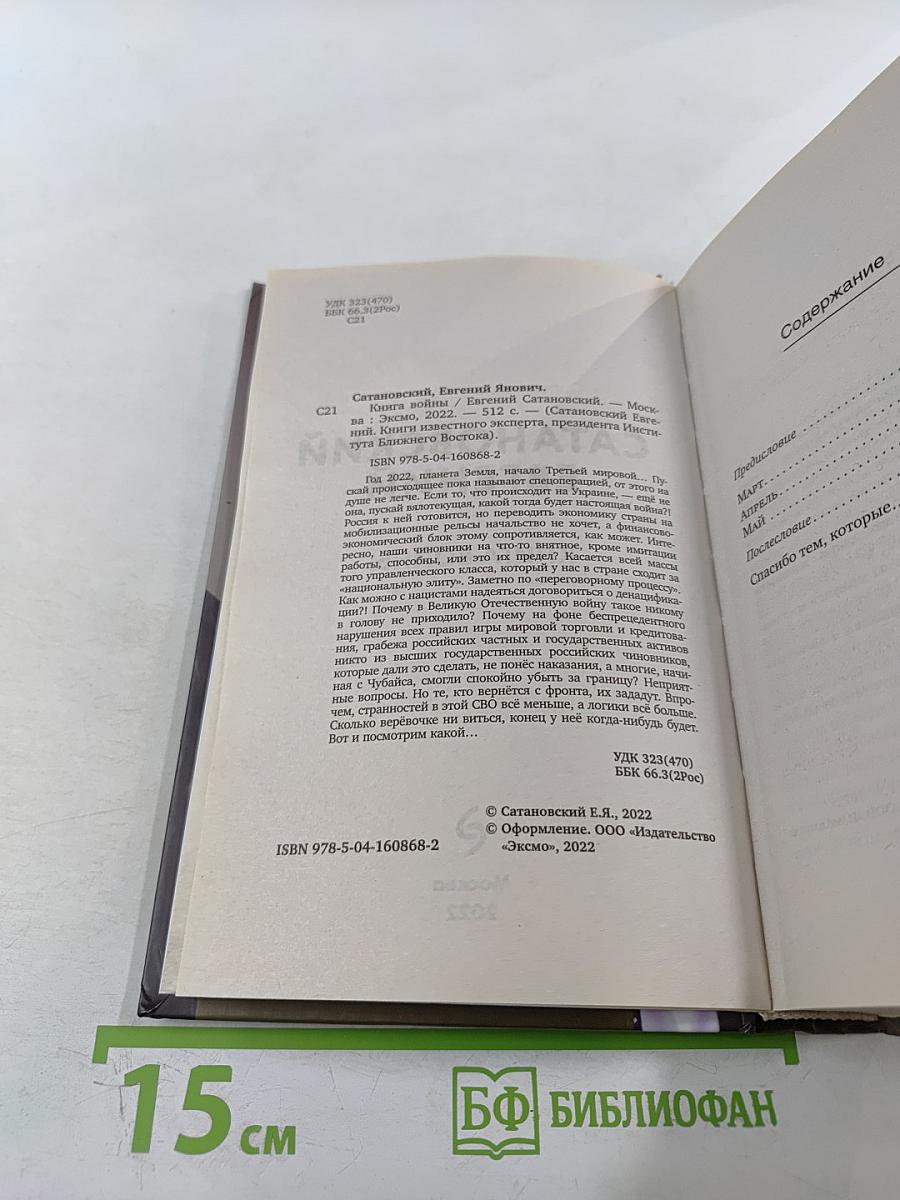 УДК 323(470)
ББК 66.3(2Рос)
С21
Сатановский, Евгений Янович.
С21 Книга войны / Евгений Сатановский. — Моск-
ва : Эксмо, 2022. — 512 с. — (Сатановский Евге-
ний. Книги известного эксперта, президента Инсти-
тута Ближнего Востока).
ISBN 978-5-04-160868-2
Год 2022, планета Земля, начало Третьей мировой... Пу-
скай происходящее пока называют спецоперацией, от этого на
душе не легче. Если то, что происходит на Украине, — ещё не
она, пускай вялотекущая, какой тогда будет настоящая война?!
Россия к ней готовится, но переводить экономику страны на
мобилизационные рельсы начальство не хочет, а финансово-
экономический блок этому сопротивляется, как может. Инте-
ресно, наши чиновники на что-то внятное, кроме имитации
работы, способны, или это их предел? Касается всей массы
того управленческого класса, который у нас в стране сходит за
«национальную элиту». Заметно по «переговорному процессу».
Как можно с нацистами надеяться договориться о денацифика-
ции?! Почему в Великую Отечественную войну такое никому
в голову не приходило? Почему на фоне беспрецедентного
нарушения всех правил игры мировой торговли и кредитова-
ния, грабежа российских частных и государственных активов
никто из высших государственных российских чиновников,
которые дали это сделать, не понёс наказания, а многие, начи-
ная с Чубайса, смогли спокойно убыть за границу? Неприят-
ные вопросы. Но те, кто вернётся с фронта, их зададут. Впро-
чем, странностей в этой СВО всё меньше, а логики всё больше.
Сколько верёвочке ни виться, конец у неё когда-нибудь будет.
Вот и посмотрим какой...
УДК 323(470)
ББК 66.3(2Рос)
© Сатановский Е.Я., 2022
© Оформление. ООО «Издательство
«Эксмо», 2022
ISBN 978-5-04-160868-2
Содержание
Предисловие
Март
Апрель
Май
Послесловие
Спасибо тем, которые...
15 см
БФ БИБЛИОФАН